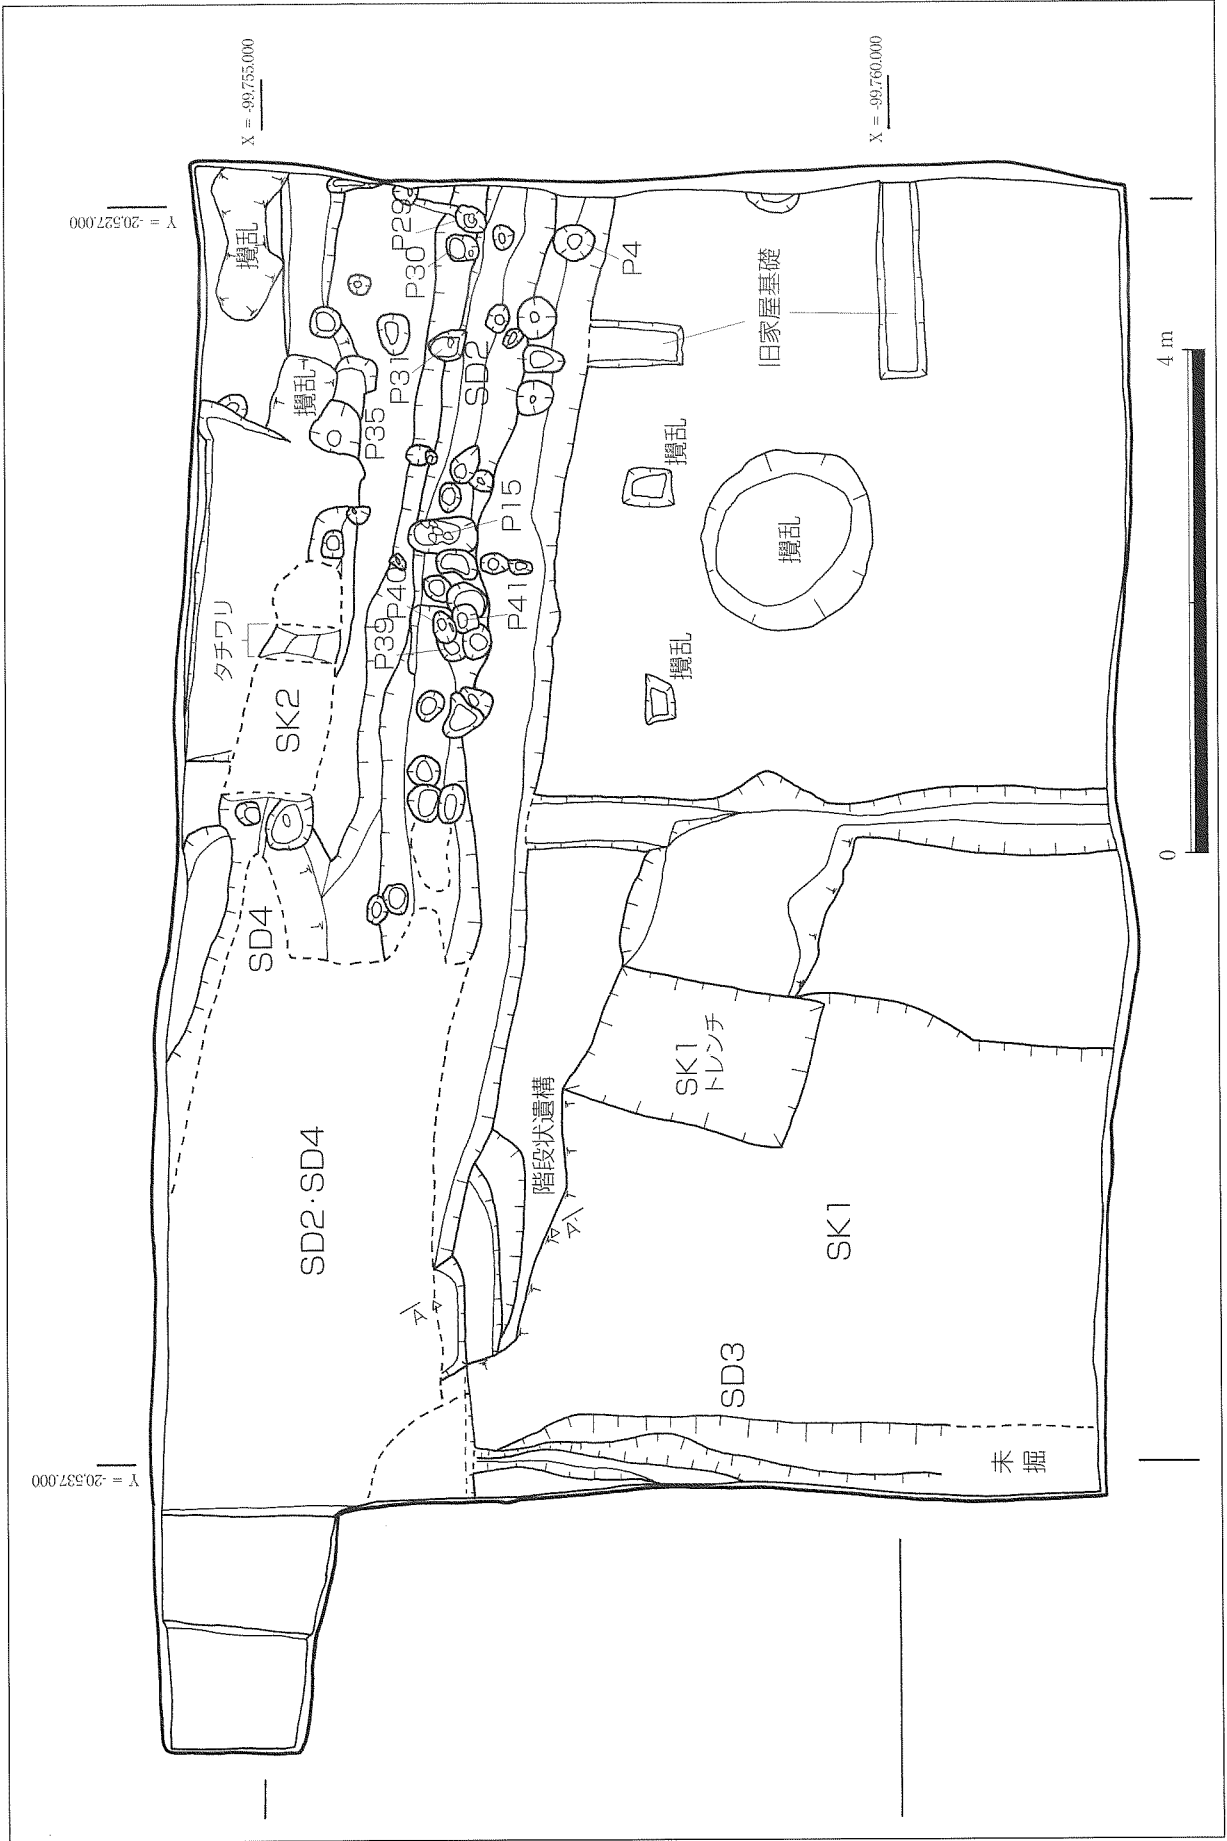 X = -99,755.000
X = -99,760.000
Y = -20,527.000
Y = -20,537.000
攪乱
攪乱
P29
P30
P31
P35
SD2
P4
旧家屋基礎
攪乱
攪乱
攪乱
P15
P39
P40
P41
タチワリ
SK2
SD4
SD2・SD4
階段状遺構
SK1
トレンチ
SK1
SD3
A
A'
未掘
0
4 m